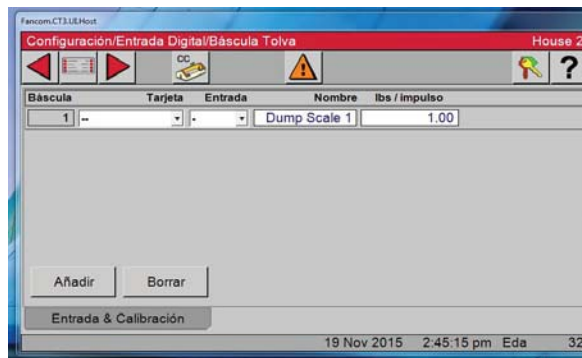 Fancom.CT3.UI.Host
Configuración/Entrada Digital/Báscula Tolva House 2
CC
?
Báscula Tarjeta Entrada Nombre lbs / impulso
1 -- - Dump Scale 1 1.00
Añadir Borrar
Entrada & Calibración
19 Nov 2015 2:45:15 pm Eda 32